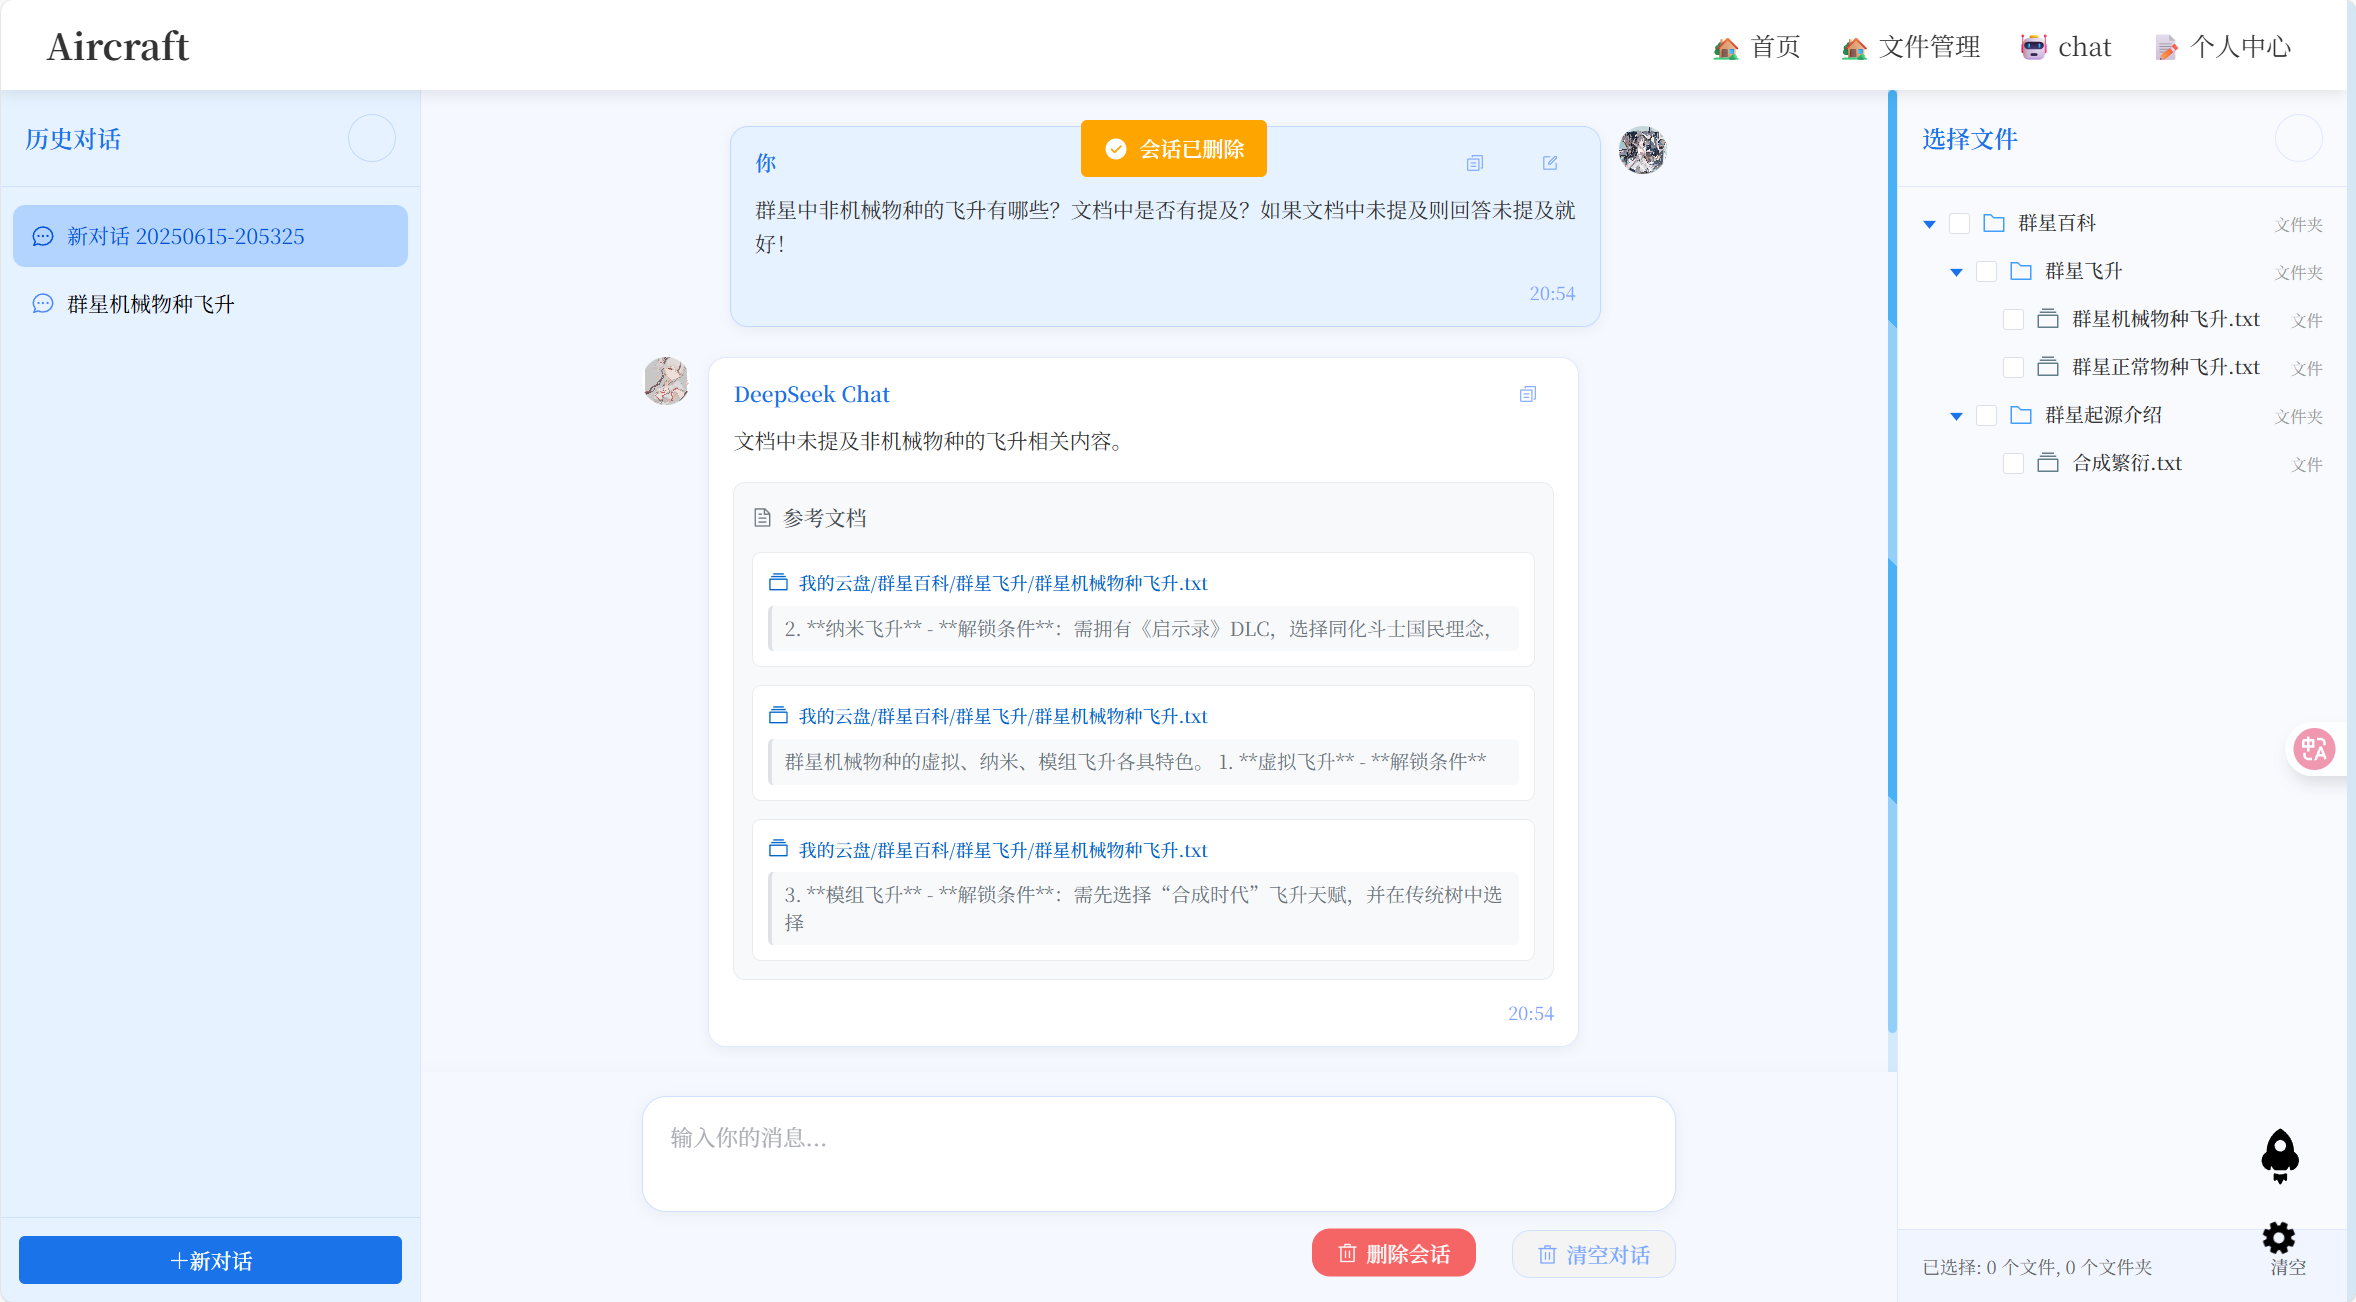 Aircraft
首页
文件管理
chat
个人中心
历史对话
新对话 20250615-205325
群星机械物种飞升
+新对话
会话已删除
你
群星中非机械物种的飞升有哪些？文档中是否有提及？如果文档中未提及则回答未提及就
好！
20:54
DeepSeek Chat
文档中未提及非机械物种的飞升相关内容。
参考文档
我的云盘/群星百科/群星飞升/群星机械物种飞升.txt
2. **纳米飞升** - **解锁条件**：需拥有《启示录》DLC，选择同化斗士国民理念，
我的云盘/群星百科/群星飞升/群星机械物种飞升.txt
群星机械物种的虚拟、纳米、模组飞升各具特色。 1. **虚拟飞升** - **解锁条件**
我的云盘/群星百科/群星飞升/群星机械物种飞升.txt
3. **模组飞升** - **解锁条件**：需先选择“合成时代”飞升天赋，并在传统树中选
择
20:54
输入你的消息...
删除会话
清空对话
选择文件
群星百科 文件夹
群星飞升 文件夹
群星机械物种飞升.txt 文件
群星正常物种飞升.txt 文件
群星起源介绍 文件夹
合成繁衍.txt 文件
中A
已选择: 0 个文件, 0 个文件夹
清空